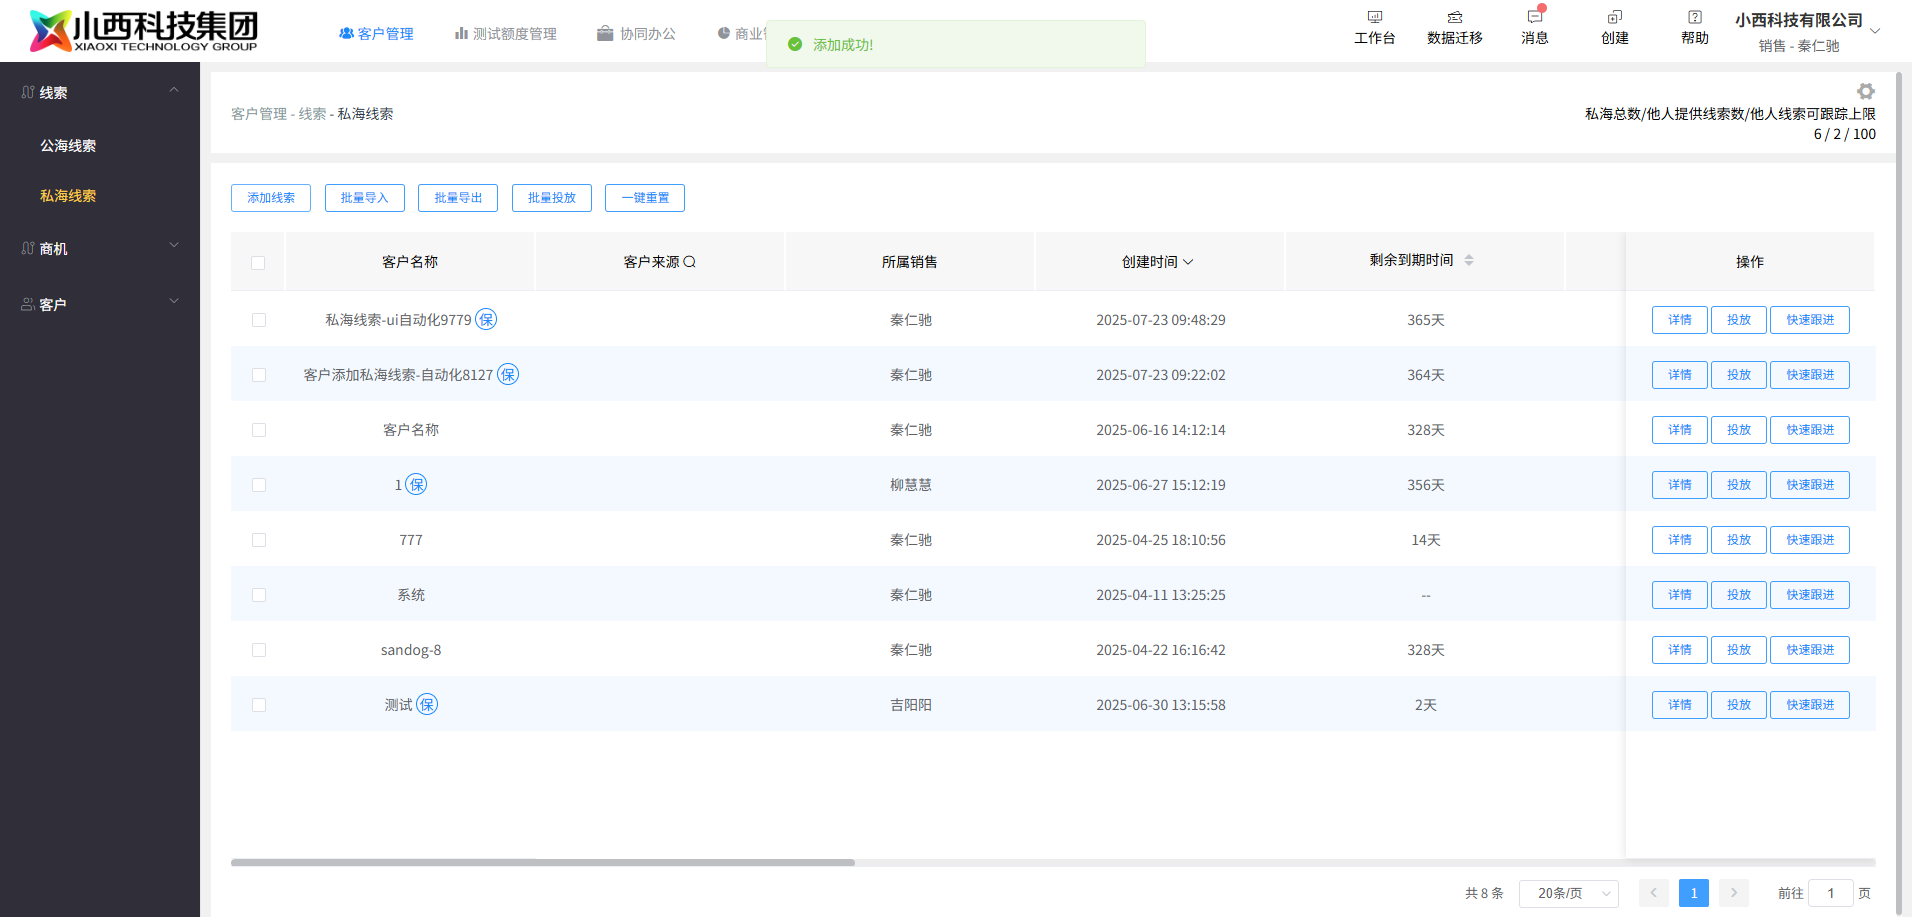 小西科技集团
XIAOXI TECHNOLOGY GROUP
客户管理
测试额度管理
协同办公
商业
添加成功!
工作台
数据迁移
消息
创建
帮助
小西科技有限公司
销售 - 秦仁驰
线索
公海线索
私海线索
商机
客户
客户管理 - 线索 - 私海线索
私海总数/他人提供线索数/他人线索可跟踪上限
6 / 2 / 100
添加线索 批量导入 批量导出 批量投放 一键重置
客户名称 客户来源 所属销售 创建时间 剩余到期时间 操作
私海线索-ui自动化9779 保 秦仁驰 2025-07-23 09:48:29 365天 详情 投放 快速跟进
客户添加私海线索-自动化8127 保 秦仁驰 2025-07-23 09:22:02 364天 详情 投放 快速跟进
客户名称 秦仁驰 2025-06-16 14:12:14 328天 详情 投放 快速跟进
1 保 柳慧慧 2025-06-27 15:12:19 356天 详情 投放 快速跟进
777 秦仁驰 2025-04-25 18:10:56 14天 详情 投放 快速跟进
系统 秦仁驰 2025-04-11 13:25:25 -- 详情 投放 快速跟进
sandog-8 秦仁驰 2025-04-22 16:16:42 328天 详情 投放 快速跟进
测试 保 吉阳阳 2025-06-30 13:15:58 2天 详情 投放 快速跟进
共 8 条 20条/页 1 前往 1 页